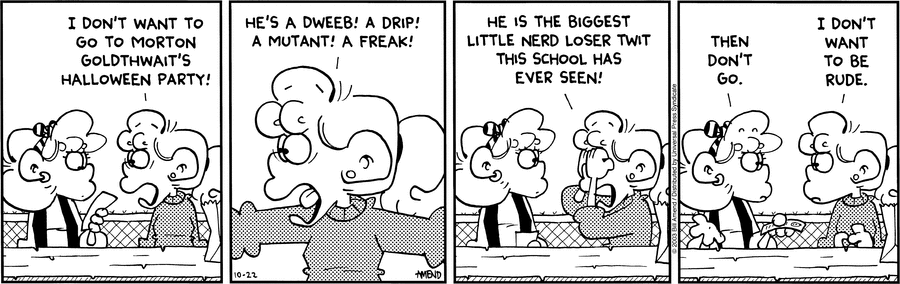 I DON'T WANT TO
GO TO MORTON
GOLDTHWAIT'S
HALLOWEEN PARTY!
HE'S A DWEEB! A DRIP!
A MUTANT! A FREAK!
10-22
AMEND
HE IS THE BIGGEST
LITTLE NERD LOSER TWIT
THIS SCHOOL HAS
EVER SEEN!
© 2003 Bill Amend / Distributed by Universal Press Syndicate
THEN
DON'T
GO.
I DON'T
WANT
TO BE
RUDE.